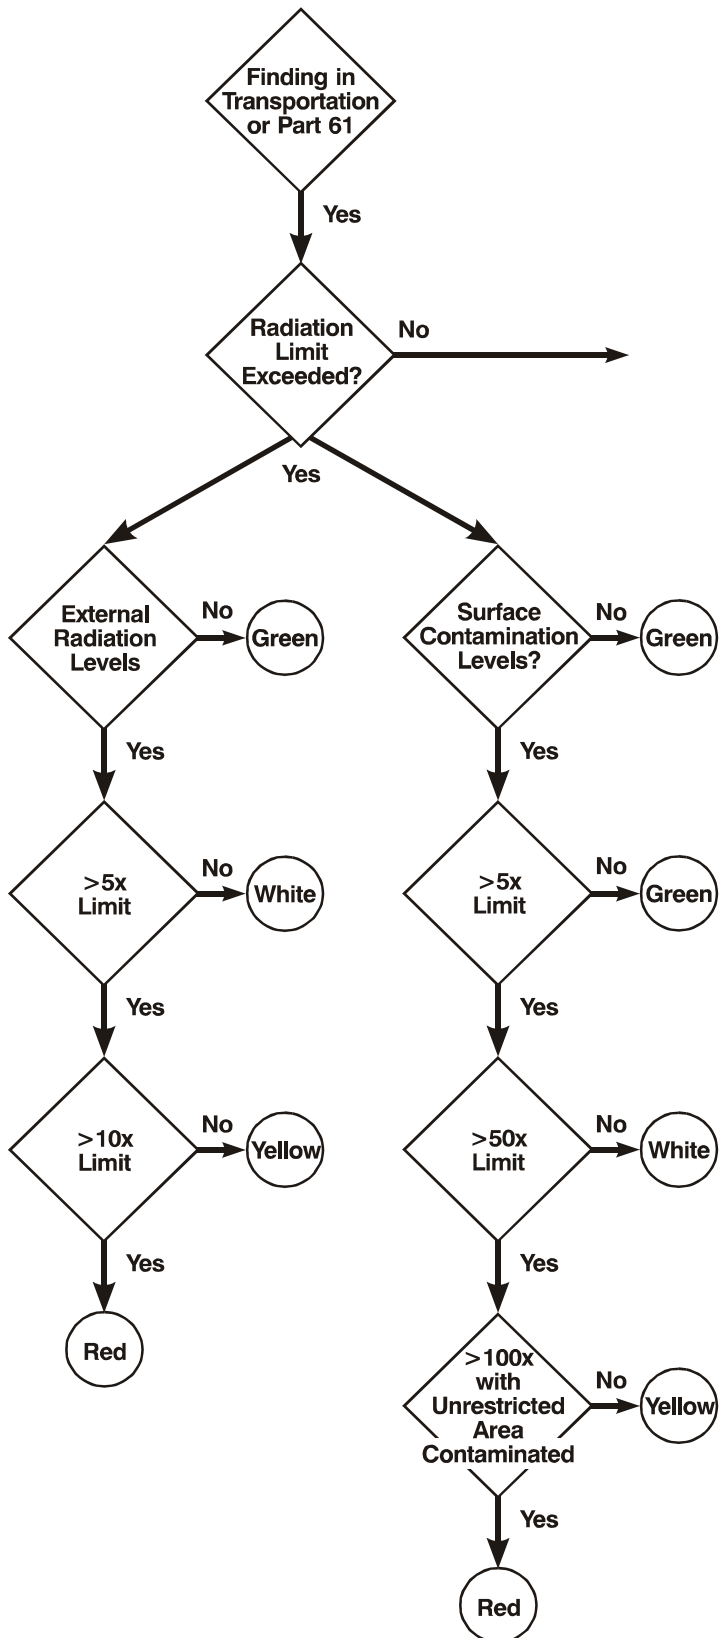 Finding in
Transportation
or Part 61
Yes
Radiation
Limit
Exceeded?
No
Yes
External
Radiation
Levels
No
Green
Surface
Contamination
Levels?
No
Green
Yes
Yes
>5x
Limit
No
White
>5x
Limit
No
Green
Yes
Yes
>10x
Limit
No
Yellow
>50x
Limit
No
White
Yes
Yes
Red
>100x
with
Unrestricted
Area
Contaminated
No
Yellow
Yes
Red